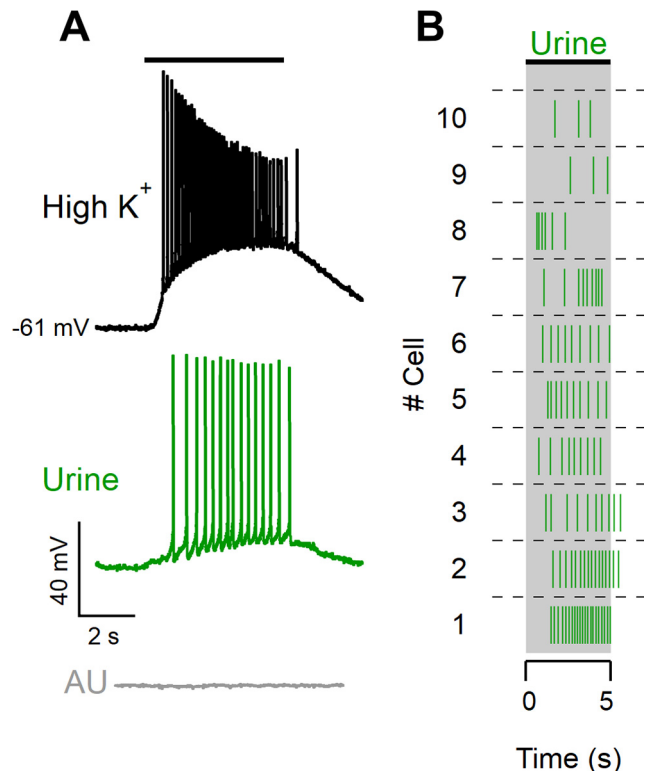 A
High K+
-61 mV
Urine
40 mV
2 s
AU
B
Urine
10
9
8
7
6
5
4
3
2
1
# Cell
0 5
Time (s)